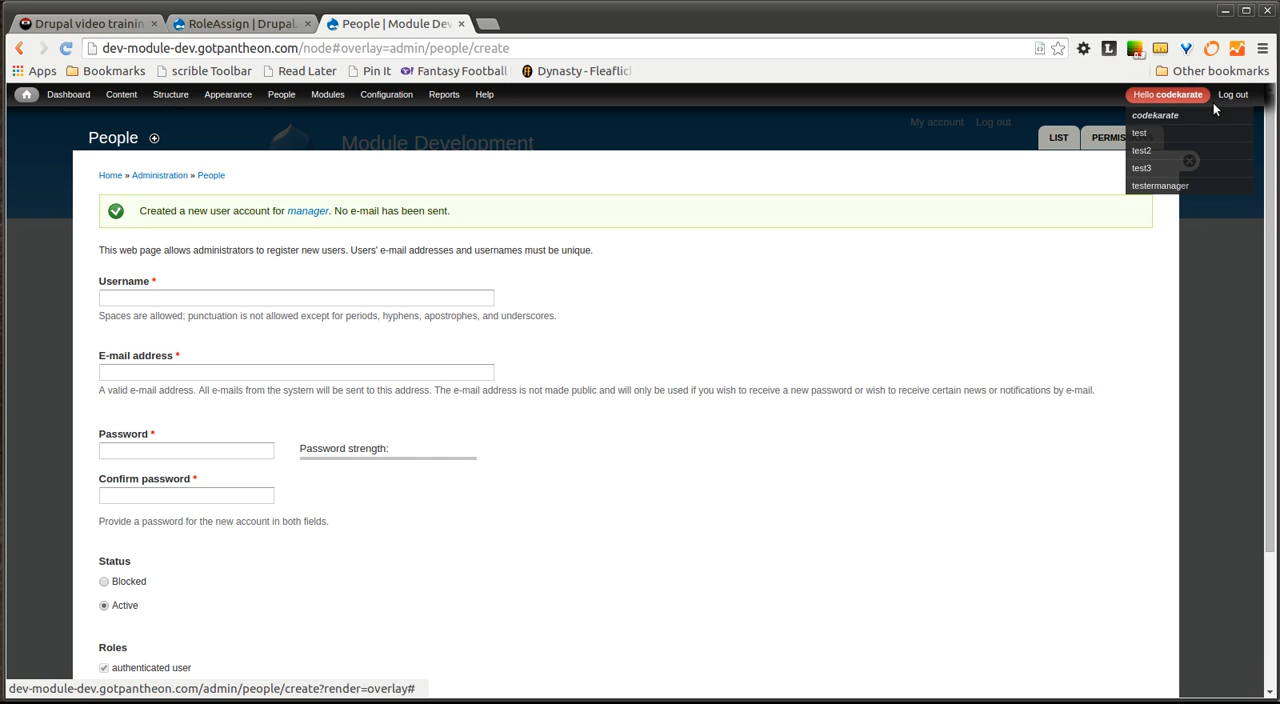 Drupal video trainin
RoleAssign | Drupal.
People | Module Dev
dev-module-dev.gotpantheon.com/node#overlay=admin/people/create
Apps Bookmarks scrible Toolbar Read Later Pin It Fantasy Football Dynasty - Fleaflic Other bookmarks
Dashboard Content Structure Appearance People Modules Configuration Reports Help Hello codekarate Log out
codekarate
test
test2
test3
testermanager
My account Log out
People
Module Development
LIST PERMIS
Home » Administration » People
Created a new user account for manager. No e-mail has been sent.
This web page allows administrators to register new users. Users' e-mail addresses and usernames must be unique.
Username *
Spaces are allowed; punctuation is not allowed except for periods, hyphens, apostrophes, and underscores.
E-mail address *
A valid e-mail address. All e-mails from the system will be sent to this address. The e-mail address is not made public and will only be used if you wish to receive a new password or wish to receive certain news or notifications by e-mail.
Password *
Password strength:
Confirm password *
Provide a password for the new account in both fields.
Status
Blocked
Active
Roles
authenticated user
dev-module-dev.gotpantheon.com/admin/people/create?render=overlay#